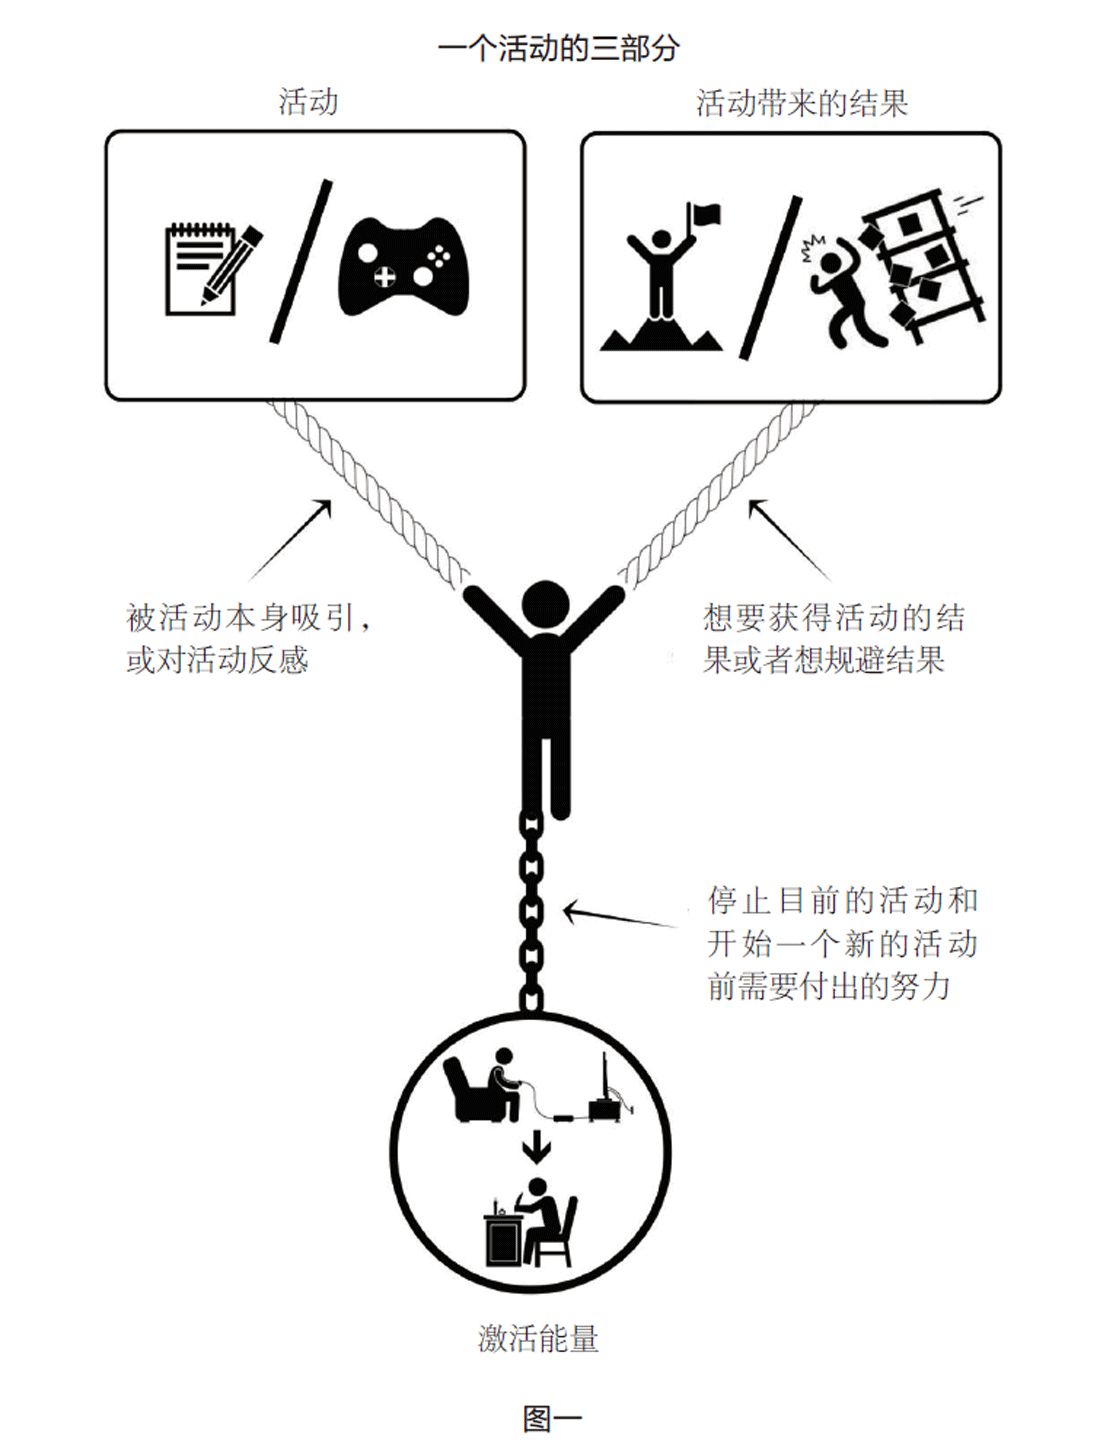 一个活动的三部分
活动
活动带来的结果
被活动本身吸引，
或对活动反感
想要获得活动的结
果或者想规避结果
停止目前的活动和
开始一个新的活动
前需要付出的努力
激活能量
图一